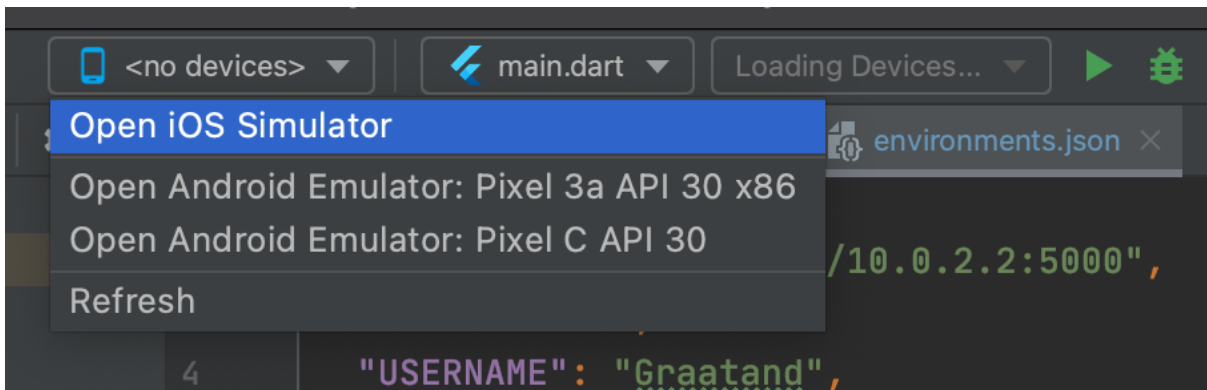 <no devices>
main.dart
Loading Devices...
Open iOS Simulator
environments.json
Open Android Emulator: Pixel 3a API 30 x86
Open Android Emulator: Pixel C API 30
/10.0.2.2:5000",
Refresh
4 "USERNAME": "Graatand",